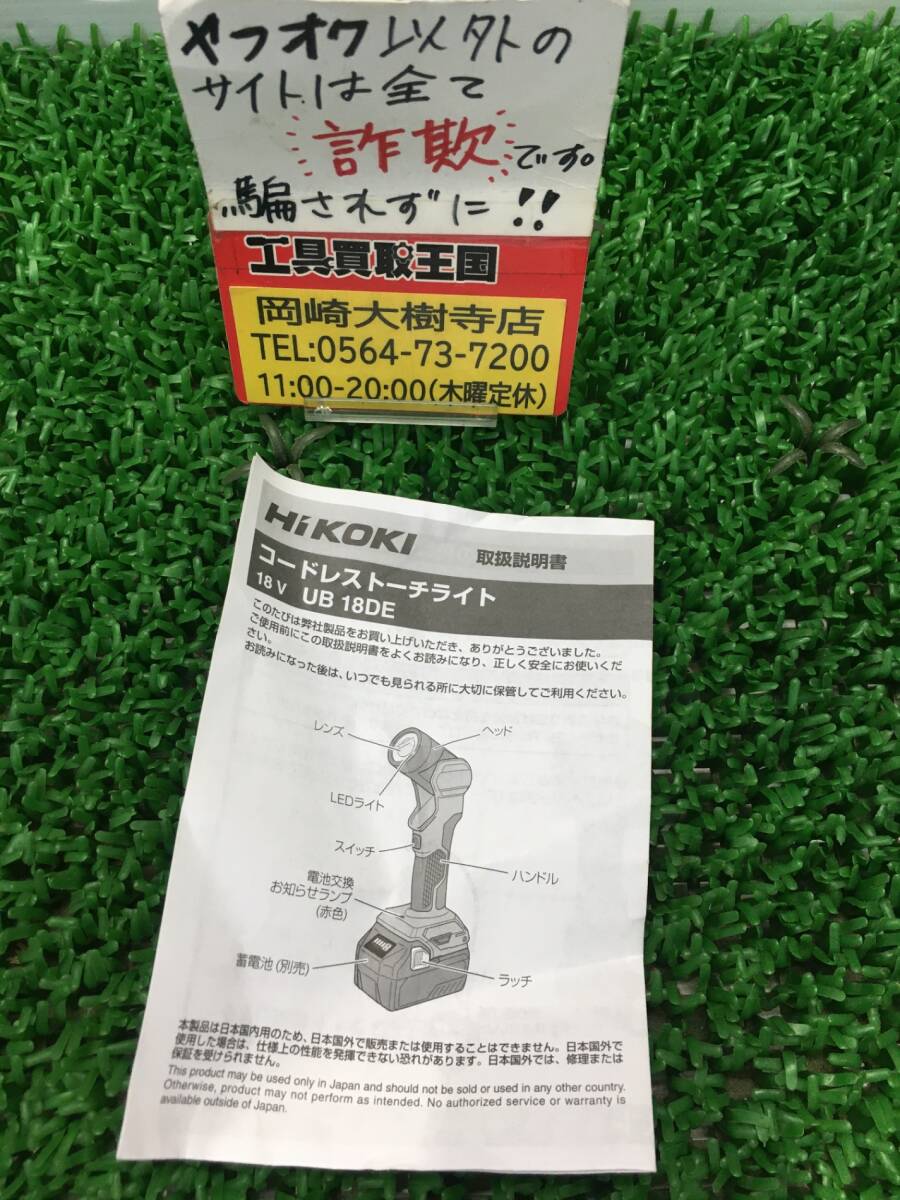 ヤフオク以外の
サイトは全て
詐欺です。
騙されずに!!
工具買取王国
岡崎大樹寺店
TEL:0564-73-7200
11:00-20:00(木曜定休)
HiKOKI 取扱説明書
コードレストーチライト
18 V UB 18DE
このたびは弊社製品をお買い上げいただき、ありがとうございました。
ご使用前にこの取扱説明書をよくお読みになり、正しく安全にお使いくだ
さい。
お読みになった後は、いつでも見られる所に大切に保管してご利用ください。
レンズ
ヘッド
LEDライト
スイッチ
ハンドル
電池交換
お知らせランプ
(赤色)
蓄電池 (別売)
ラッチ
本製品は日本国内用のため、日本国外で販売または使用することはできません。日本国外で
使用した場合は、仕様上の性能を発揮できない恐れがあります。日本国外では、修理または
保証を受けられません。
This product may be used only in Japan and should not be sold or used in any other country.
Otherwise, product may not perform as intended. No authorized service or warranty is
available outside of Japan.